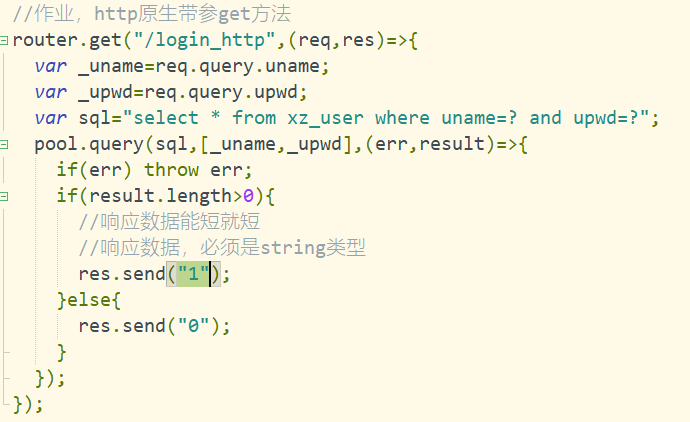 //作业，http原生带参get方法
router.get("/login_http",(req,res)=>{
  var _uname=req.query.uname;
  var _upwd=req.query.upwd;
  var sql="select * from xz_user where uname=? and upwd=?";
  pool.query(sql,[_uname,_upwd],(err,result)=>{
    if(err) throw err;
    if(result.length>0){
      //响应数据能短就短
      //响应数据，必须是string类型
      res.send("1");
    }else{
      res.send("0");
    }
  });
});